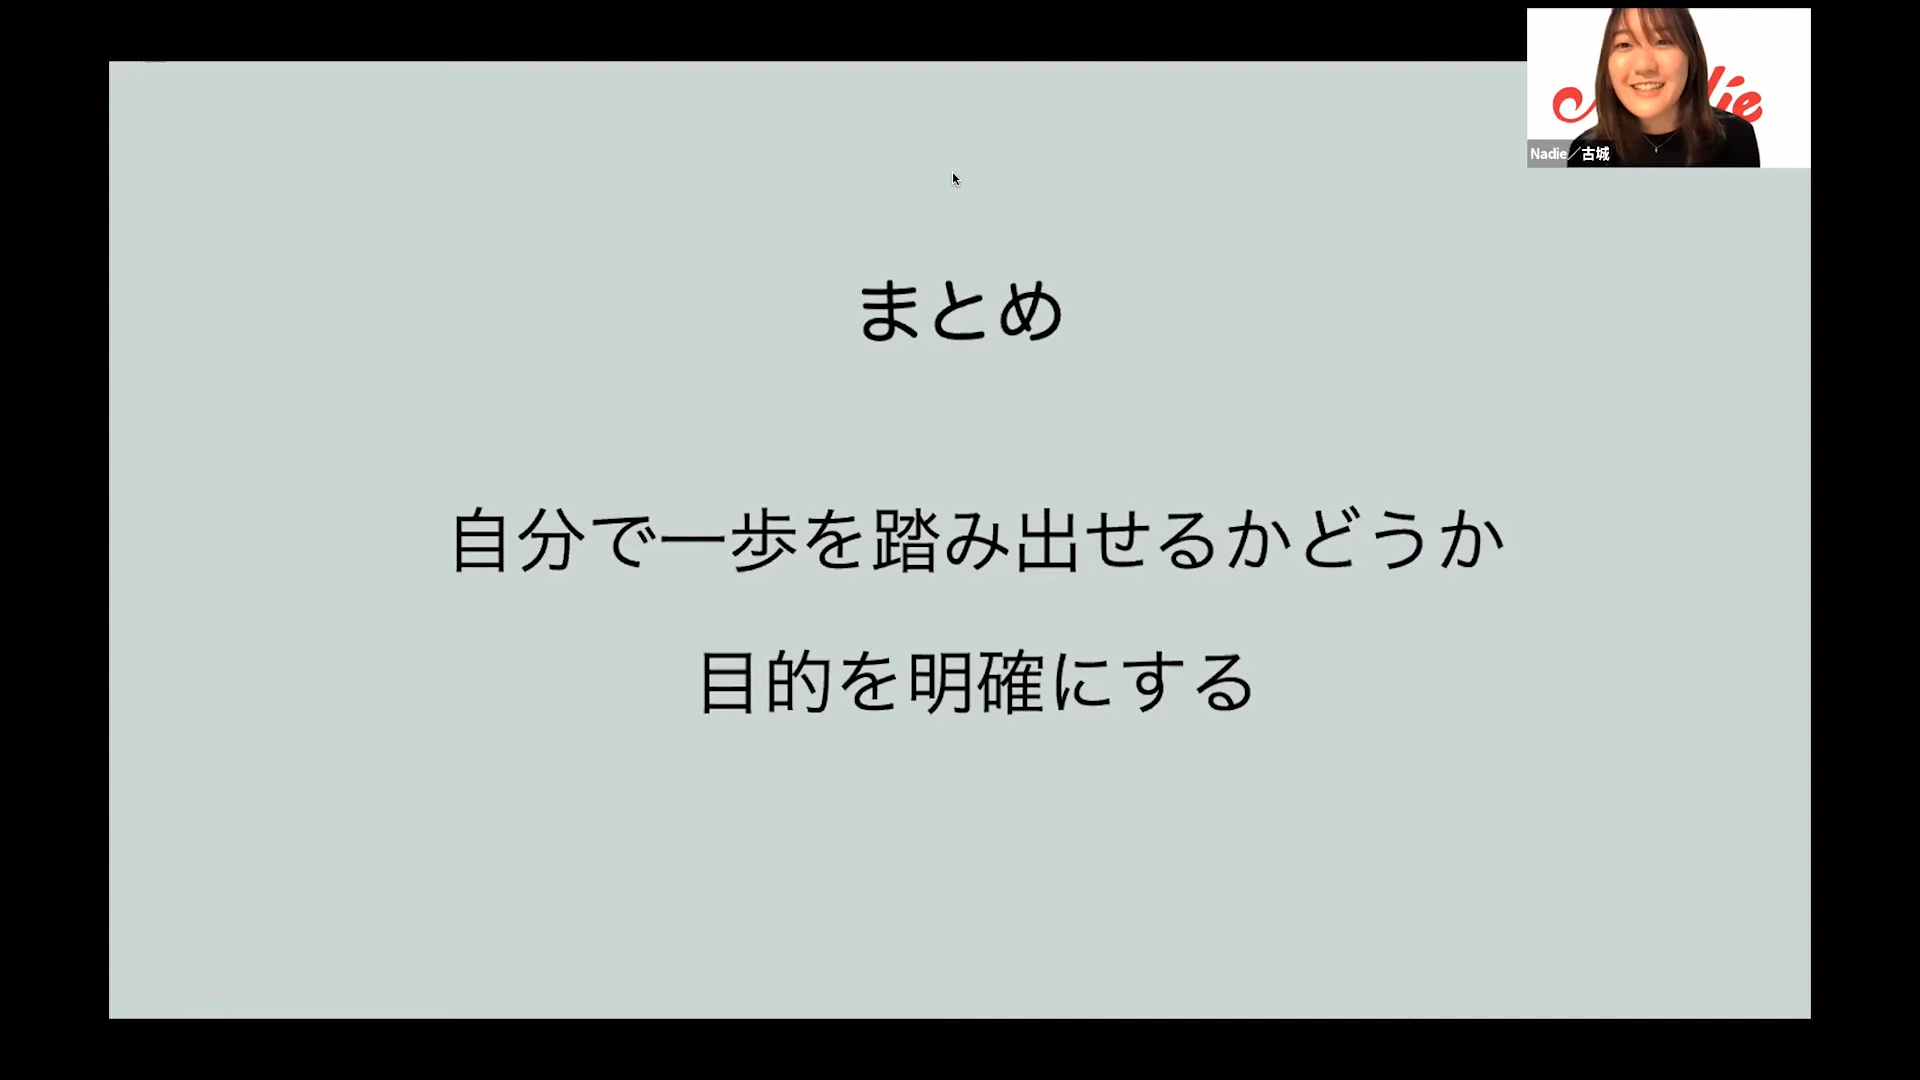 まとめ
自分で一歩を踏み出せるかどうか
目的を明確にする
Nadie／古城